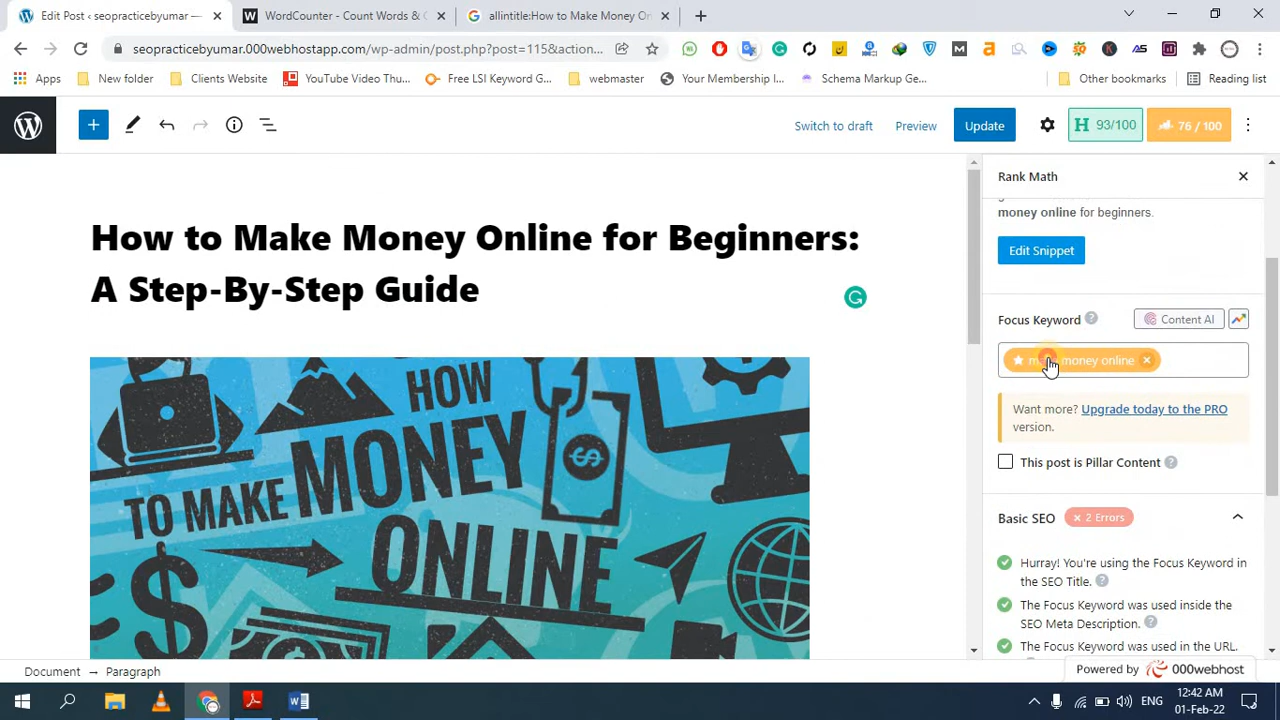 Edit Post ‹ seopracticebyumar —
WordCounter - Count Words & C
allintitle:How to Make Money On
seopracticebyumar.000webhostapp.com/wp-admin/post.php?post=115&action...
Apps
New folder
Clients Website
YouTube Video Thu...
Free LSI Keyword G...
webmaster
Your Membership I...
Schema Markup Ge...
Other bookmarks
Reading list
Switch to draft
Preview
Update
93/100
76 / 100
Rank Math
money online for beginners.
Edit Snippet
How to Make Money Online for Beginners:
A Step-By-Step Guide
Focus Keyword
Content AI
money online
Want more? Upgrade today to the PRO
version.
This post is Pillar Content
HOW
TO MAKE MONEY
ONLINE
Basic SEO
2 Errors
Hurray! You're using the Focus Keyword in
the SEO Title.
The Focus Keyword was used inside the
SEO Meta Description.
The Focus Keyword was used in the URL.
Document → Paragraph
Powered by 000webhost
ENG
12:42 AM
01-Feb-22